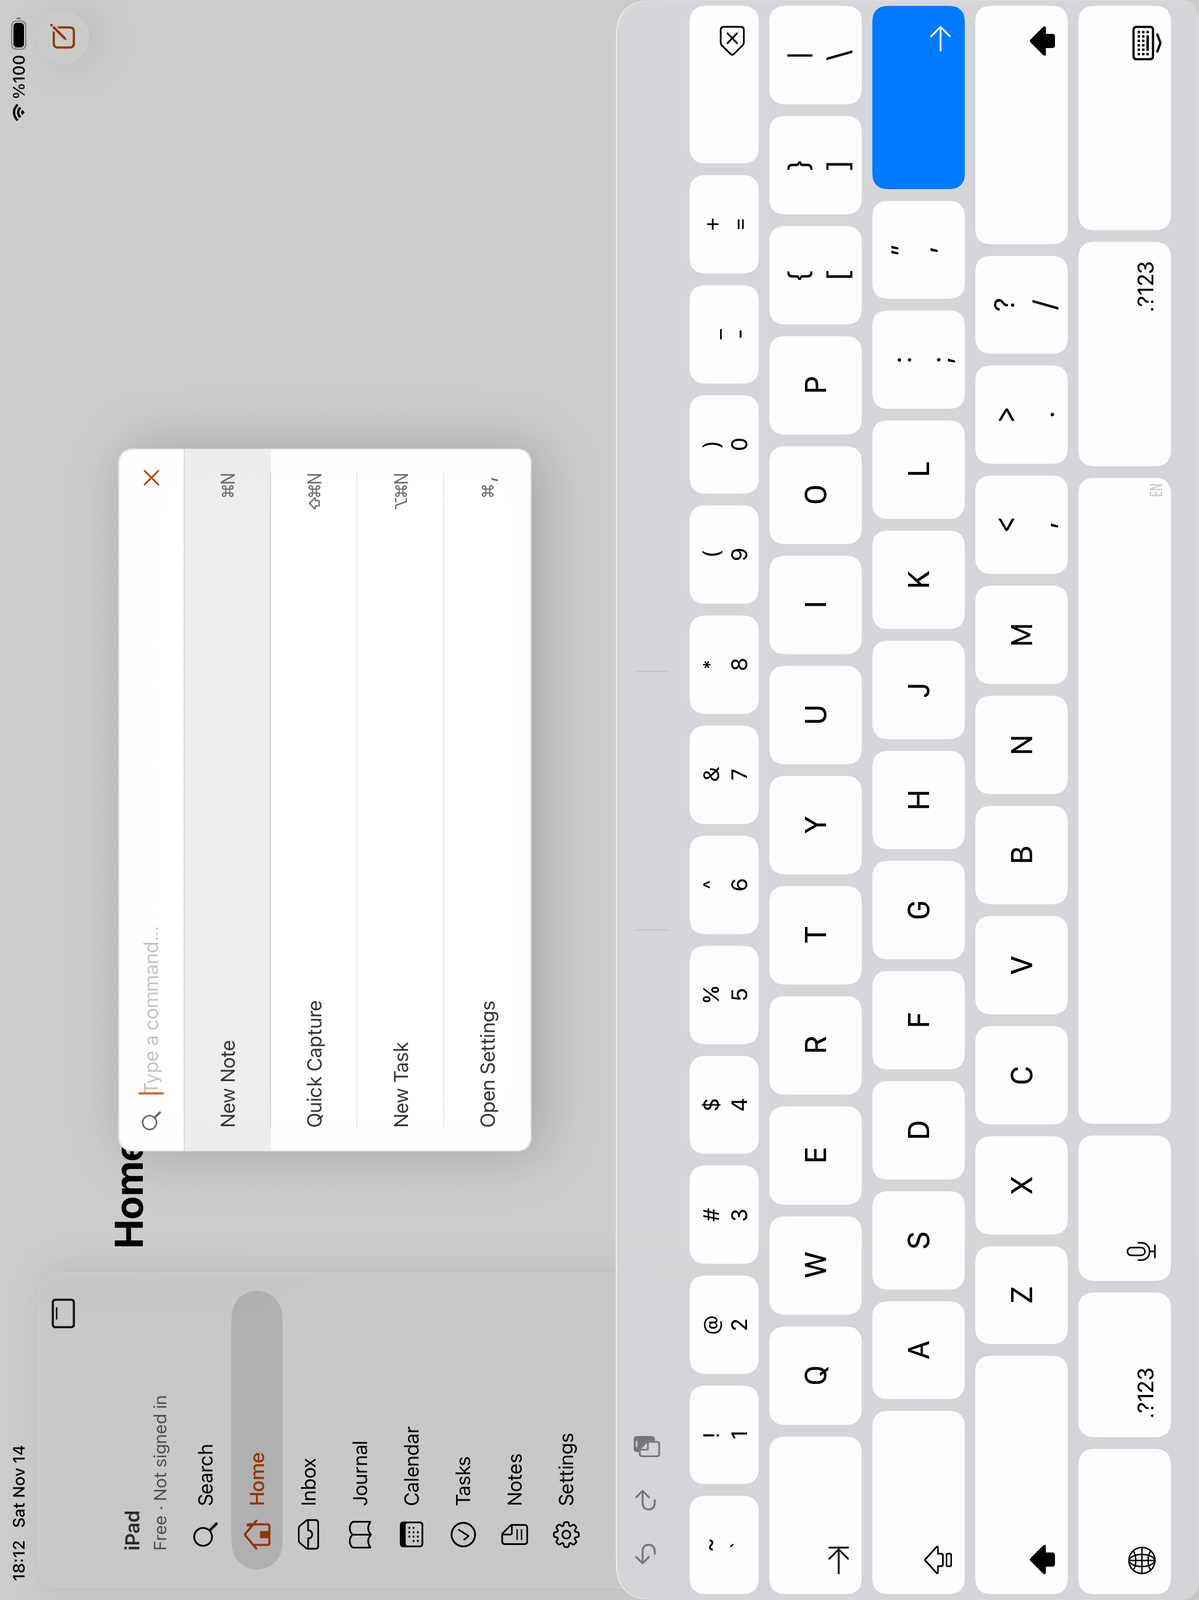 18:12 Sat Nov 14
%100
iPad
Free · Not signed in
Search
Home
Inbox
Journal
Calendar
Tasks
Notes
Settings
Home
Type a command...
New Note ⌘N
Quick Capture ⇧⌘N
New Task ⌥⌘N
Open Settings ⌘,
~ ! @ # $ % ^ & * ( ) _ +
` 1 2 3 4 5 6 7 8 9 0 - =
Q W E R T Y U I O P { } |
[ ] \
A S D F G H J K L : "
; '
Z X C V B N M < > ?
, . /
.?123 EN .?123